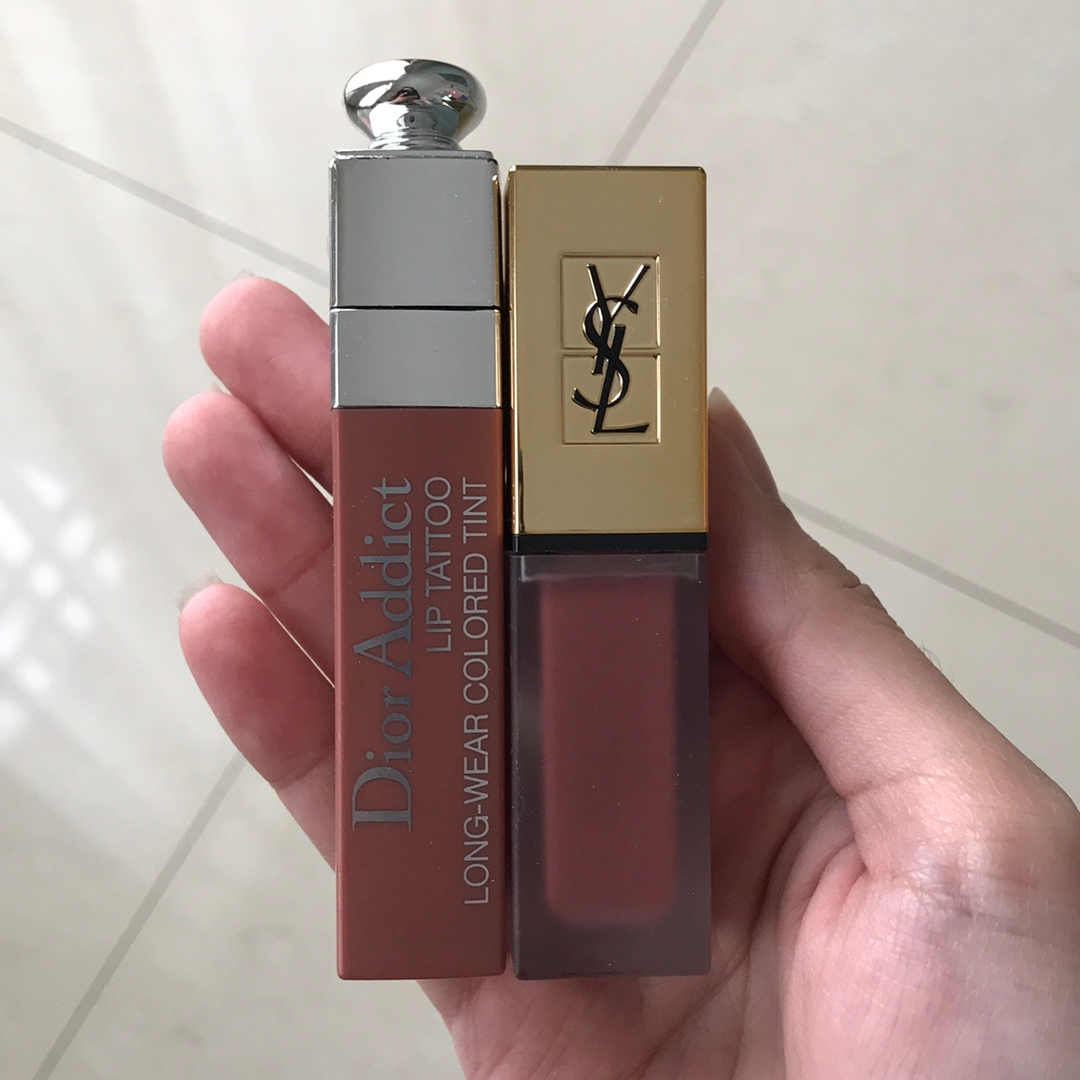 Dior Addict
LIP TATTOO
LONG-WEAR COLORED TINT
YSL